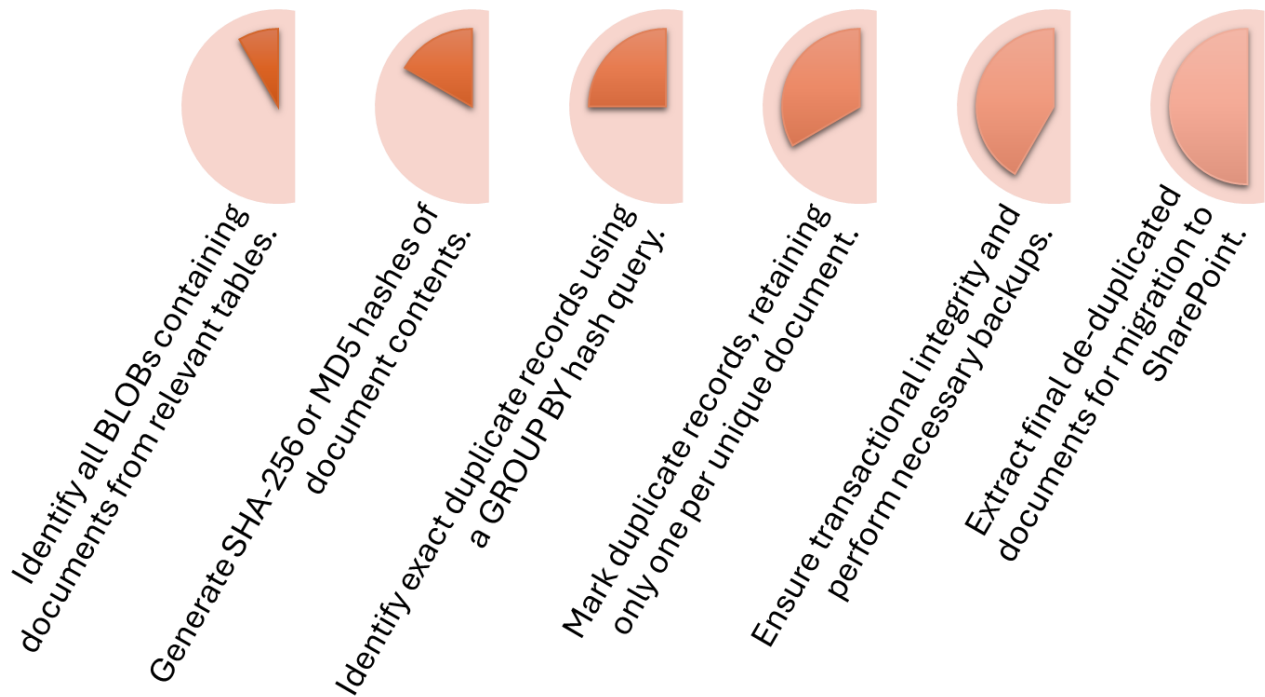 Identify all BLOBs containing
documents from relevant tables.
Generate SHA-256 or MD5 hashes of
document contents.
Identify exact duplicate records using
a GROUP BY hash query.
Mark duplicate records, retaining
only one per unique document.
Ensure transactional integrity and
perform necessary backups.
Extract final de-duplicated
documents for migration to
SharePoint.